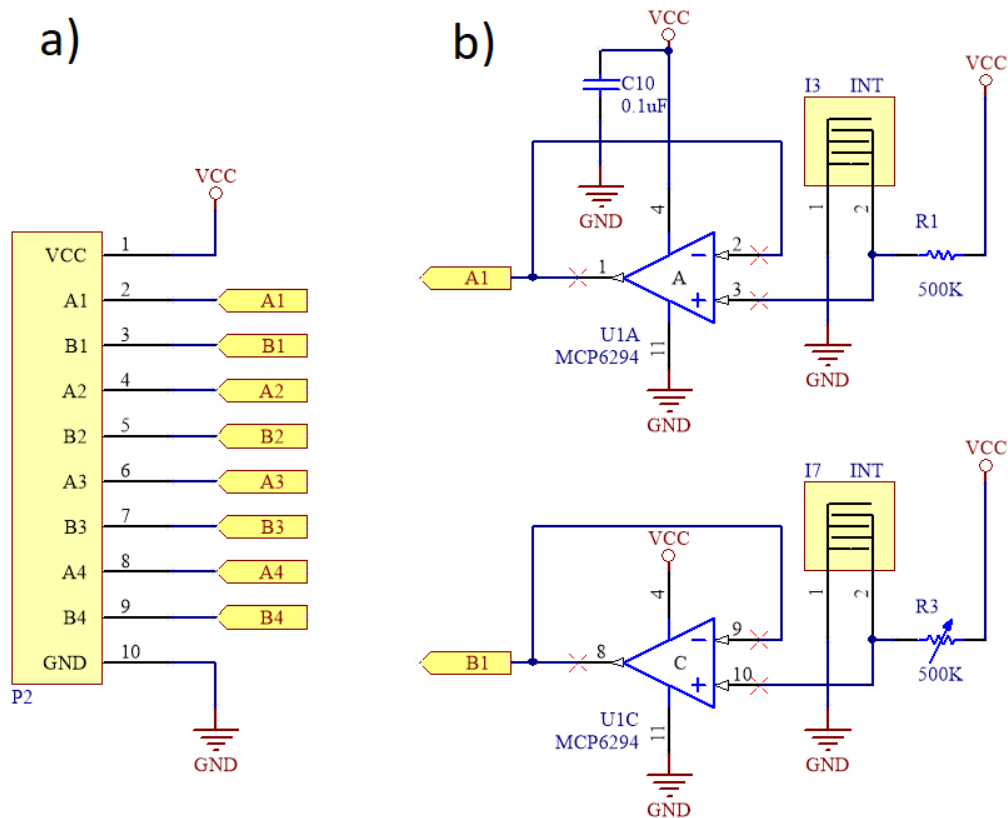 a)
VCC
VCC 1
A1 2 A1
B1 3 B1
A2 4 A2
B2 5 B2
A3 6 A3
B3 7 B3
A4 8 A4
B4 9 B4
GND 10
P2
GND
b)
VCC
C10
0.1uF
GND
I3 INT
VCC
1
2
R1
500K
GND
4
2
A1
1
A
3
U1A
MCP6294
11
GND
VCC
I7 INT
VCC
1
2
R3
500K
GND
4
9
B1
8
C
10
U1C
MCP6294
11
GND